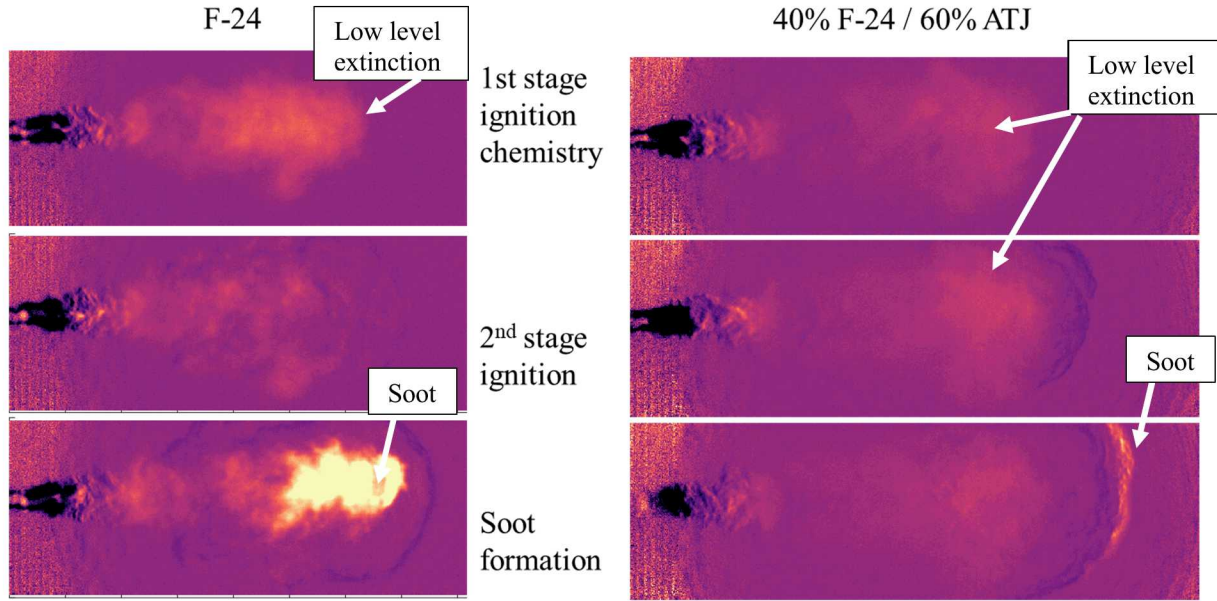 F-24
40% F-24 / 60% ATJ
Low level
extinction
1st stage
ignition
chemistry
Low level
extinction
2nd stage
ignition
Soot
Soot
Soot
formation